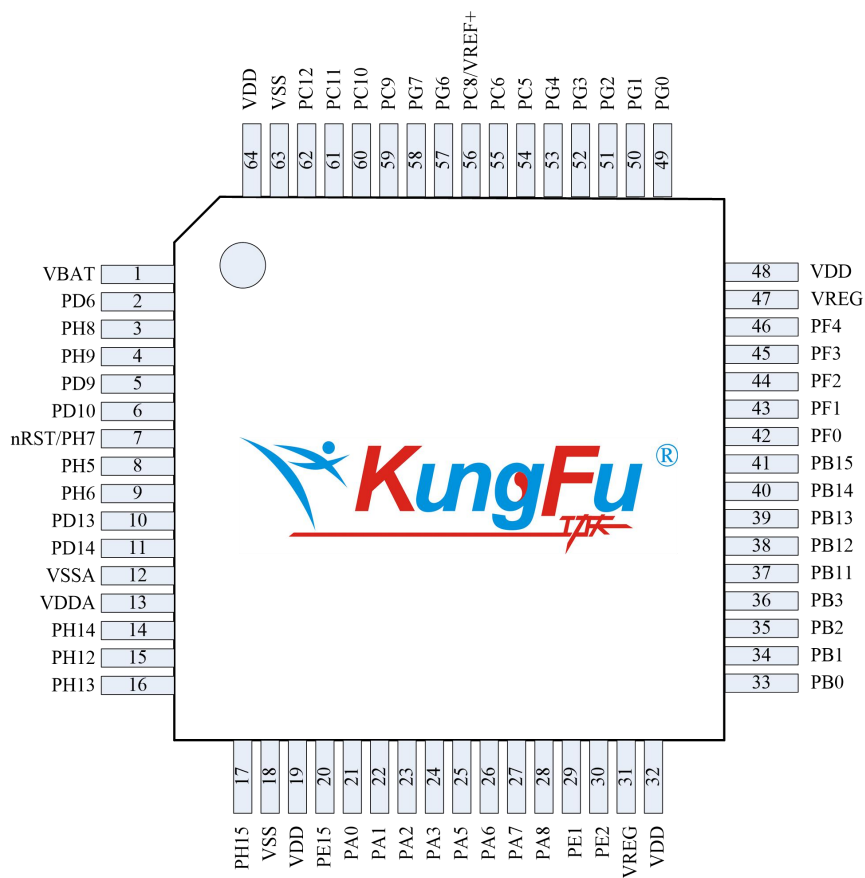 VDD VSS PC12 PC11 PC10 PC9 PG7 PG6 PC8/VREF+ PC6 PC5 PG4 PG3 PG2 PG1 PG0
64 63 62 61 60 59 58 57 56 55 54 53 52 51 50 49
VBAT 1
PD6 2
PH8 3
PH9 4
PD9 5
PD10 6
nRST/PH7 7
PH5 8
PH6 9
PD13 10
PD14 11
VSSA 12
VDDA 13
PH14 14
PH12 15
PH13 16
KungFu®
功夫
48 VDD
47 VREG
46 PF4
45 PF3
44 PF2
43 PF1
42 PF0
41 PB15
40 PB14
39 PB13
38 PB12
37 PB11
36 PB3
35 PB2
34 PB1
33 PB0
17 18 19 20 21 22 23 24 25 26 27 28 29 30 31 32
PH15 VSS VDD PE15 PA0 PA1 PA2 PA3 PA5 PA6 PA7 PA8 PE1 PE2 VREG VDD